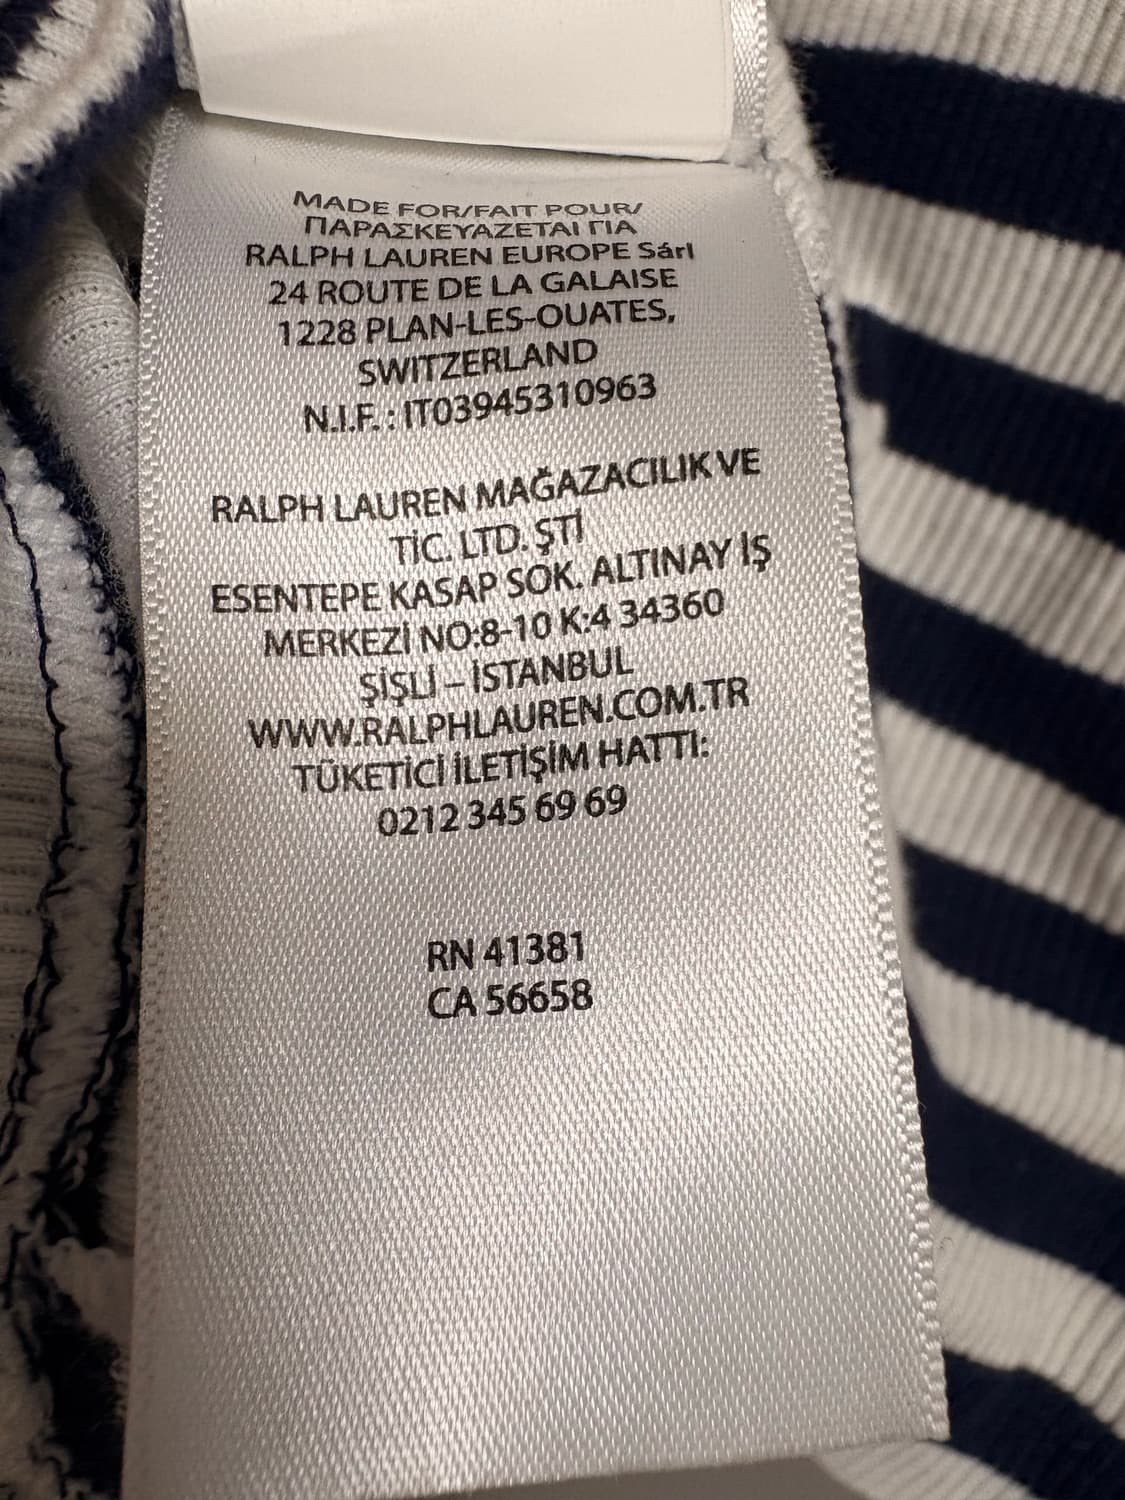 MADE FOR/FAIT POUR/
ΠΑΡΑΣΚΕΥΑΖΕΤΑΙ ΓΙΑ
RALPH LAUREN EUROPE Sárl
24 ROUTE DE LA GALAISE
1228 PLAN-LES-OUATES,
SWITZERLAND
N.I.F. : IT03945310963
RALPH LAUREN MAĞAZACILIK VE
TİC. LTD. ŞTİ
ESENTEPE KASAP SOK. ALTINAY İŞ
MERKEZİ NO:8-10 K:4 34360
ŞİŞLİ – İSTANBUL
WWW.RALPHLAUREN.COM.TR
TÜKETİCİ İLETİŞİM HATTI:
0212 345 69 69
RN 41381
CA 56658